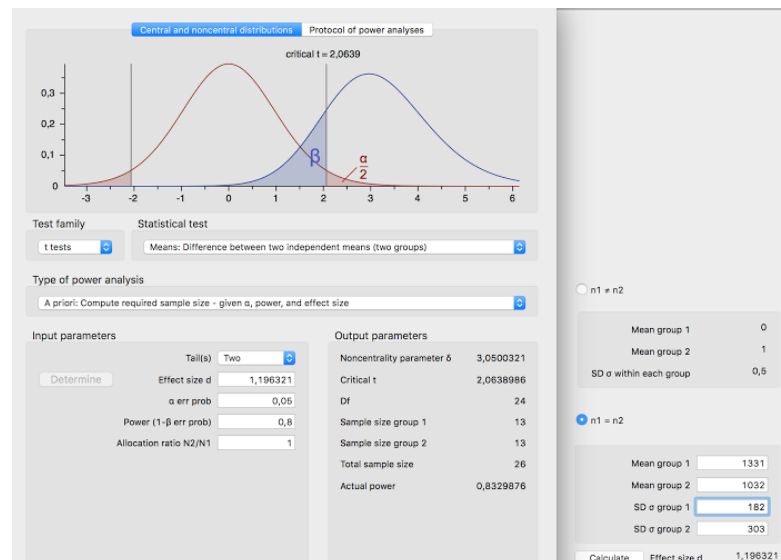 Central and noncentral distributions Protocol of power analyses
critical t = 2,0639
0,3
0,2
0,1
0
β
α
2
-3 -2 -1 0 1 2 3 4 5 6
Test family Statistical test
t tests Means: Difference between two independent means (two groups)
Type of power analysis
A priori: Compute required sample size - given α, power, and effect size
Input parameters
Tail(s) Two
Determine Effect size d 1,196321
α err prob 0,05
Power (1-β err prob) 0,8
Allocation ratio N2/N1 1
Output parameters
Noncentrality parameter δ 3,0500321
Critical t 2,0638986
Df 24
Sample size group 1 13
Sample size group 2 13
Total sample size 26
Actual power 0,8329876
n1 ≠ n2
Mean group 1 0
Mean group 2 1
SD σ within each group 0,5
n1 = n2
Mean group 1 1331
Mean group 2 1032
SD σ group 1 182
SD σ group 2 303
Calculate Effect size d 1,196321